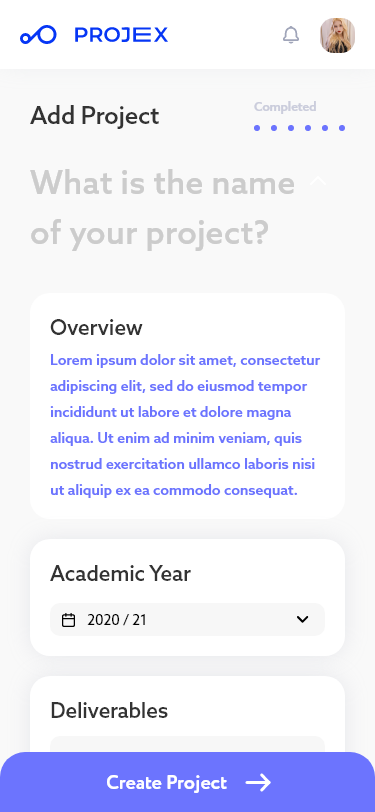 PROJEX
Add Project
Completed
What is the name
of your project?
Overview
Lorem ipsum dolor sit amet, consectetur
adipiscing elit, sed do eiusmod tempor
incididunt ut labore et dolore magna
aliqua. Ut enim ad minim veniam, quis
nostrud exercitation ullamco laboris nisi
ut aliquip ex ea commodo consequat.
Academic Year
2020 / 21
Deliverables
Create Project